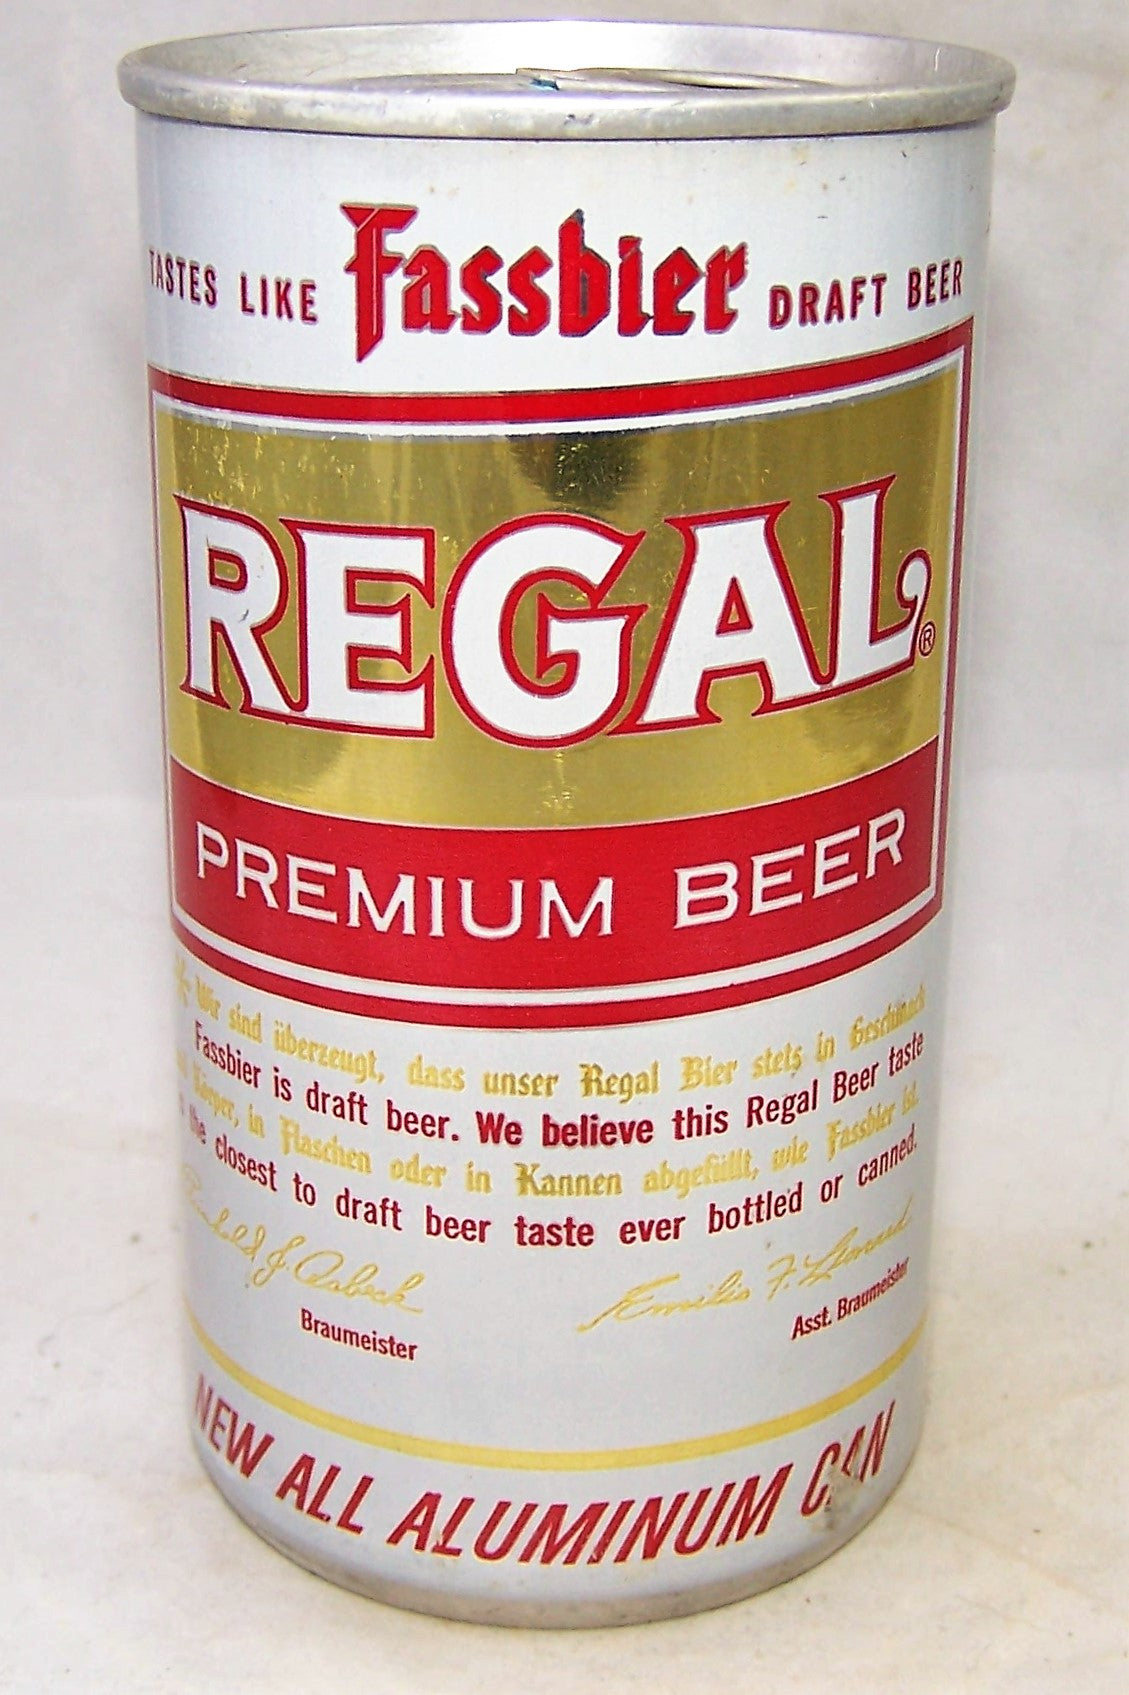 TASTES LIKE Fassbier DRAFT BEER
REGAL ®
PREMIUM BEER
Wir sind überzeugt, dass unser Regal Bier stets in Geschmack
Fassbier is draft beer. We believe this Regal Beer taste
Körper, in Flaschen oder in Kannen abgefüllt, wie Fassbier ist.
the closest to draft beer taste ever bottled or canned.
Braumeister
Asst. Braumeister
NEW ALL ALUMINUM CAN